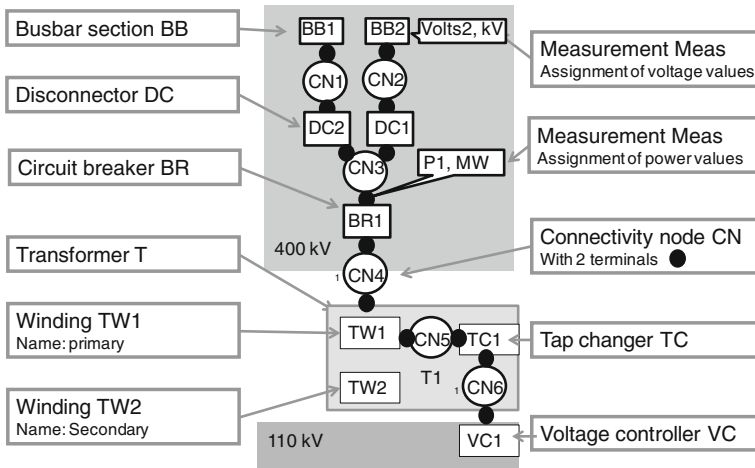 Busbar section BB
BB1
BB2
Volts2, kV
Measurement Meas
Assignment of voltage values
CN1
CN2
Disconnector DC
DC2
DC1
Measurement Meas
Assignment of power values
Circuit breaker BR
CN3
P1, MW
BR1
Transformer T
400 kV
Connectivity node CN
With 2 terminals
1
CN4
Winding TW1
Name: primary
TW1
CN5
TC1
Tap changer TC
T1
Winding TW2
Name: Secondary
TW2
1
CN6
110 kV
VC1
Voltage controller VC